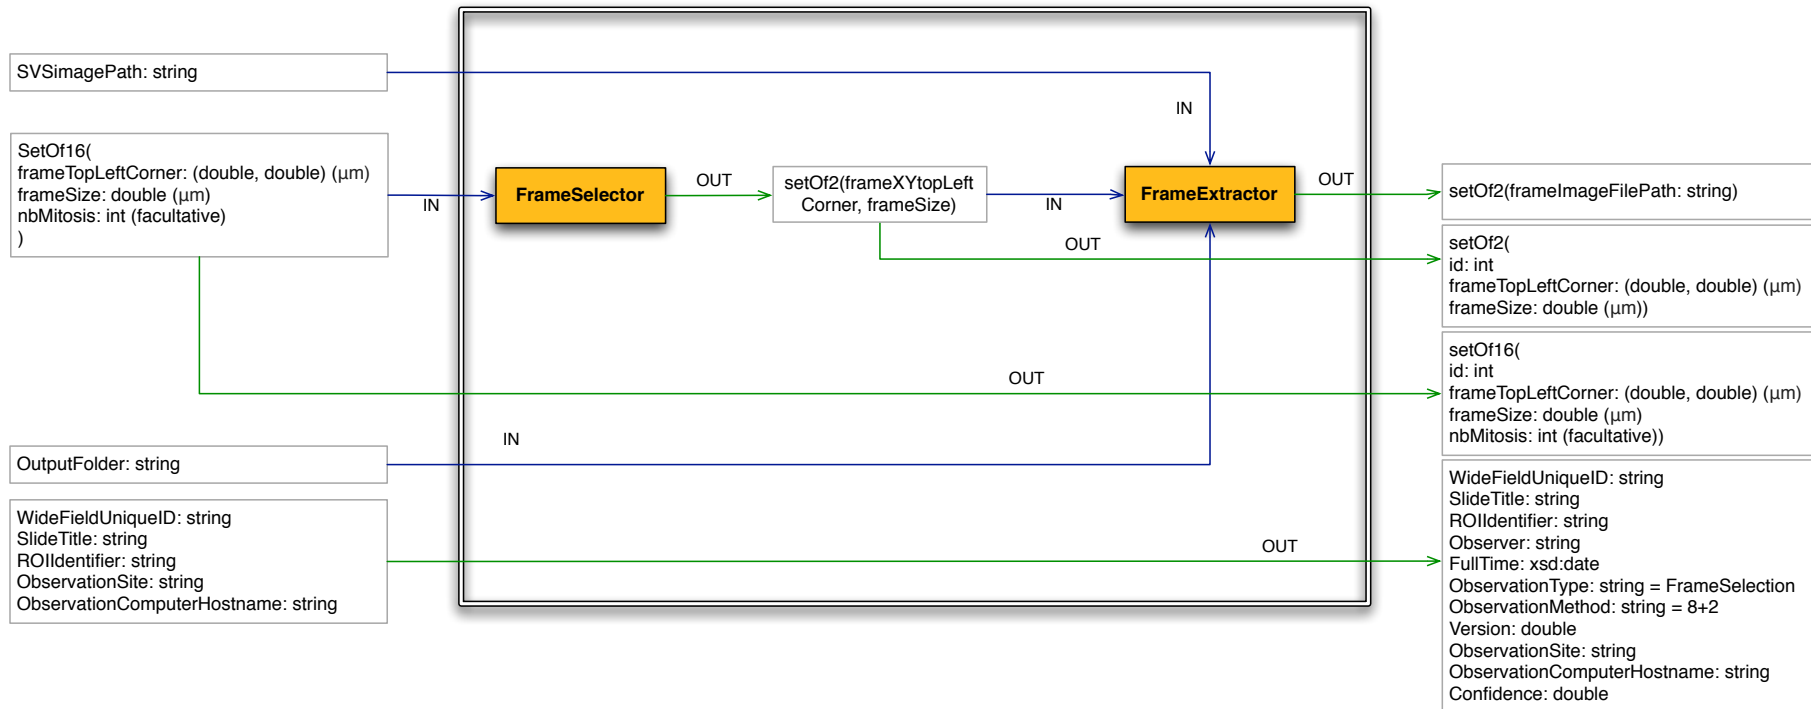 SVSimagePath: string
IN
SetOf16(
frameTopLeftCorner: (double, double) (µm)
frameSize: double (µm)
nbMitosis: int (facultative)
)
IN
FrameSelector
OUT
setOf2(frameXYtopLeft
Corner, frameSize)
IN
FrameExtractor
OUT
setOf2(frameImageFilePath: string)
OUT
setOf2(
id: int
frameTopLeftCorner: (double, double) (µm)
frameSize: double (µm))
OUT
setOf16(
id: int
frameTopLeftCorner: (double, double) (µm)
frameSize: double (µm)
nbMitosis: int (facultative))
OutputFolder: string
IN
WideFieldUniqueID: string
SlideTitle: string
ROIIdentifier: string
ObservationSite: string
ObservationComputerHostname: string
OUT
WideFieldUniqueID: string
SlideTitle: string
ROIIdentifier: string
Observer: string
FullTime: xsd:date
ObservationType: string = FrameSelection
ObservationMethod: string = 8+2
Version: double
ObservationSite: string
ObservationComputerHostname: string
Confidence: double